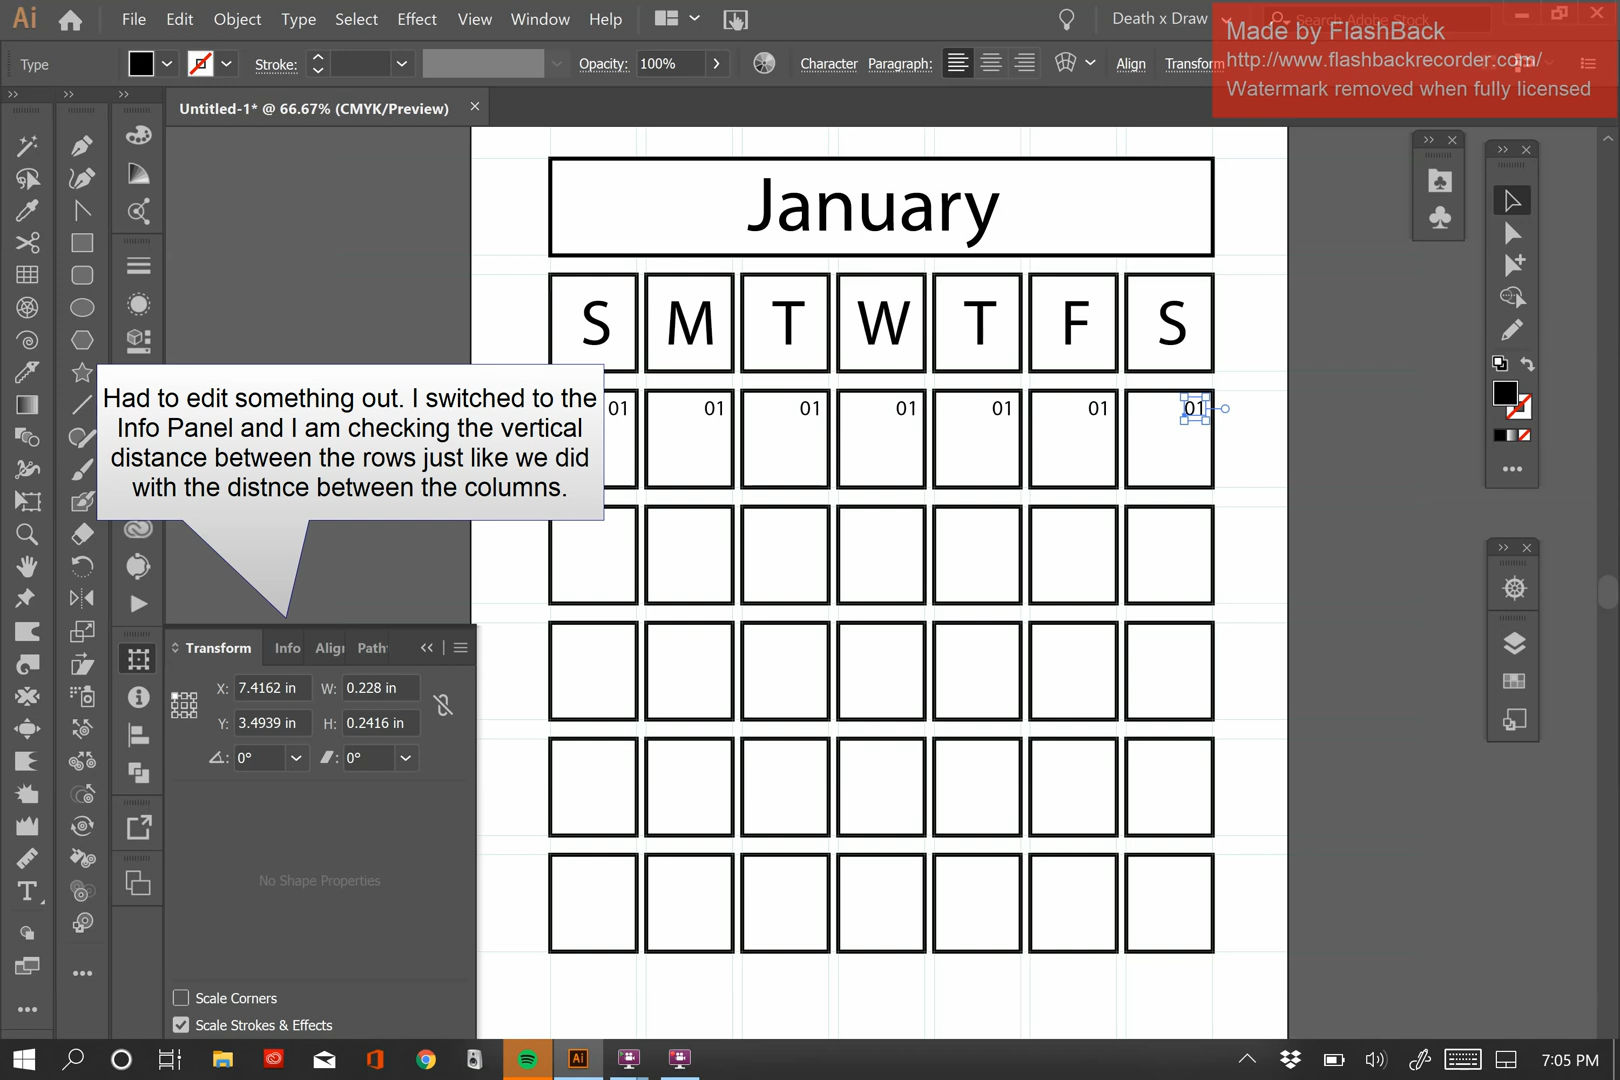 Ai File Edit Object Type Select Effect View Window Help Death x Draw Search Adobe Stock
Made by FlashBack
http://www.flashbackrecorder.com/
Watermark removed when fully licensed
Type Stroke: Opacity: 100% Character Paragraph: Align Transform
Untitled-1* @ 66.67% (CMYK/Preview)
January
S M T W T F S
01 01 01 01 01 01 01
Had to edit something out. I switched to the
Info Panel and I am checking the vertical
distance between the rows just like we did
with the distnce between the columns.
Transform Info Align Path
X: 7.4162 in W: 0.228 in
Y: 3.4939 in H: 0.2416 in
0° 0°
No Shape Properties
Scale Corners
Scale Strokes & Effects
T
Ai 7:05 PM